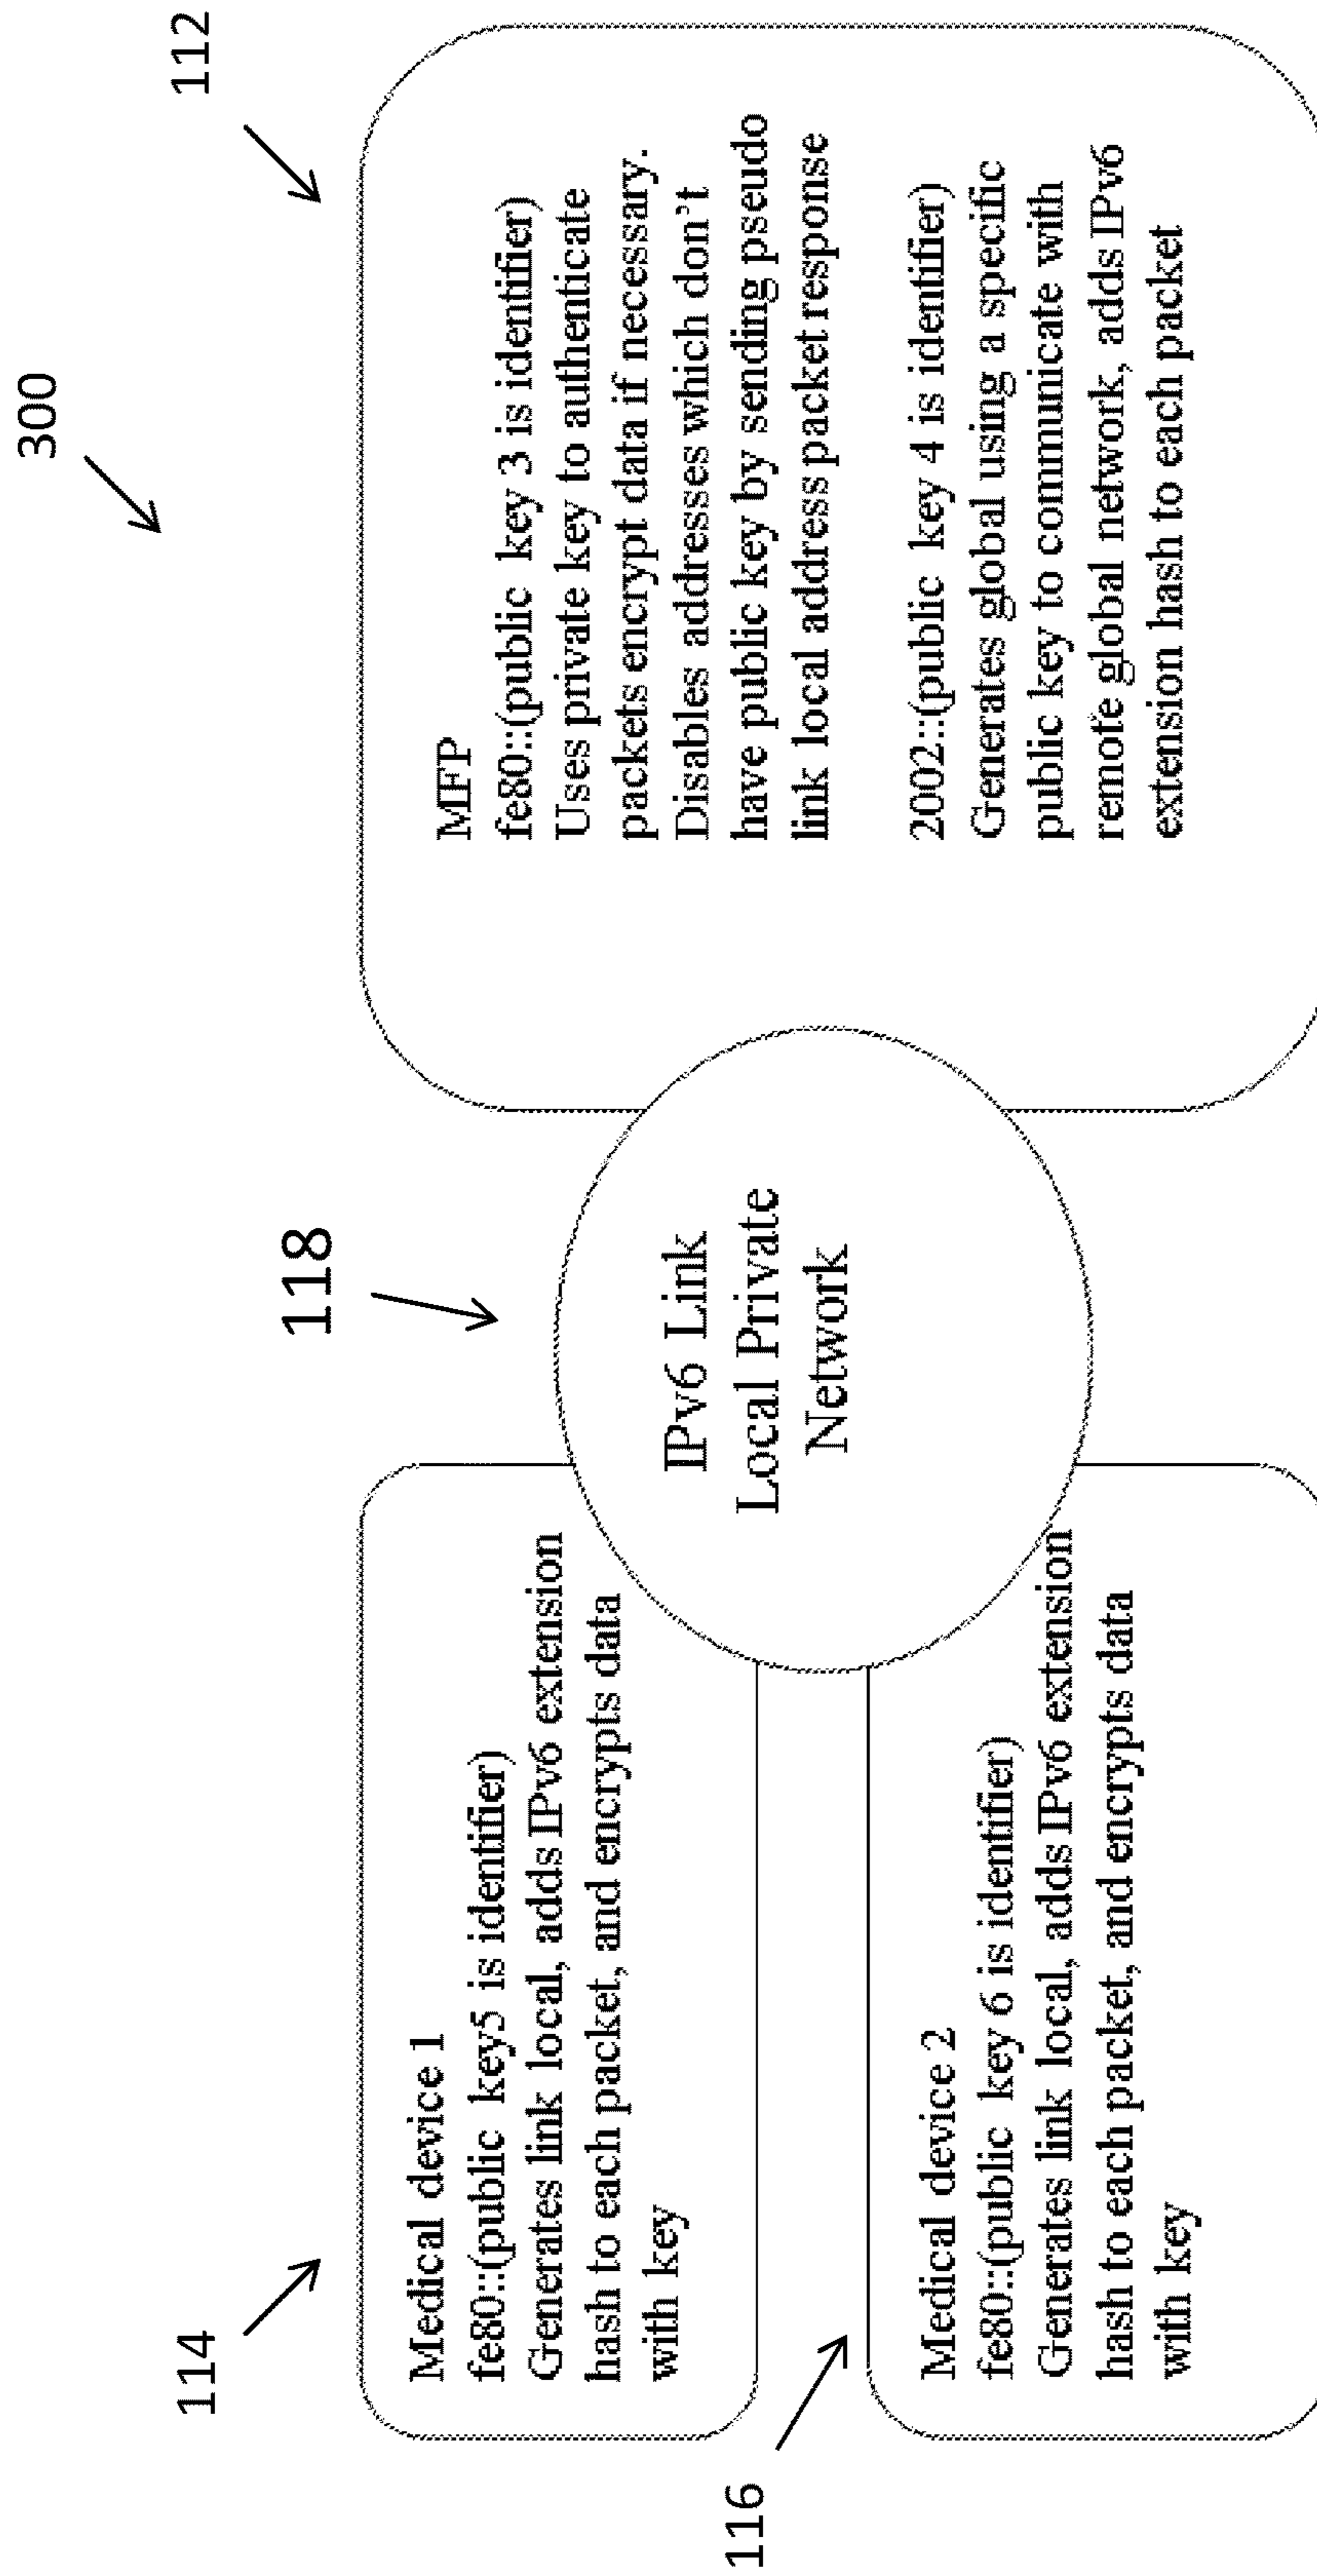 300
114
Medical device 1
fe80::(public key5 is identifier)
Generates link local, adds IPv6 extension
hash to each packet, and encrypts data
with key
116
Medical device 2
fe80::(public key 6 is identifier)
Generates link local, adds IPv6 extension
hash to each packet, and encrypts data
with key
118
IPv6 Link
Local Private
Network
112
MFP
fe80::(public key 3 is identifier)
Uses private key to authenticate
packets encrypt data if necessary.
Disables addresses which don't
have public key by sending pseudo
link local address packet response
2002::(public key 4 is identifier)
Generates global using a specific
public key to communicate with
remote global network, adds IPv6
extension hash to each packet